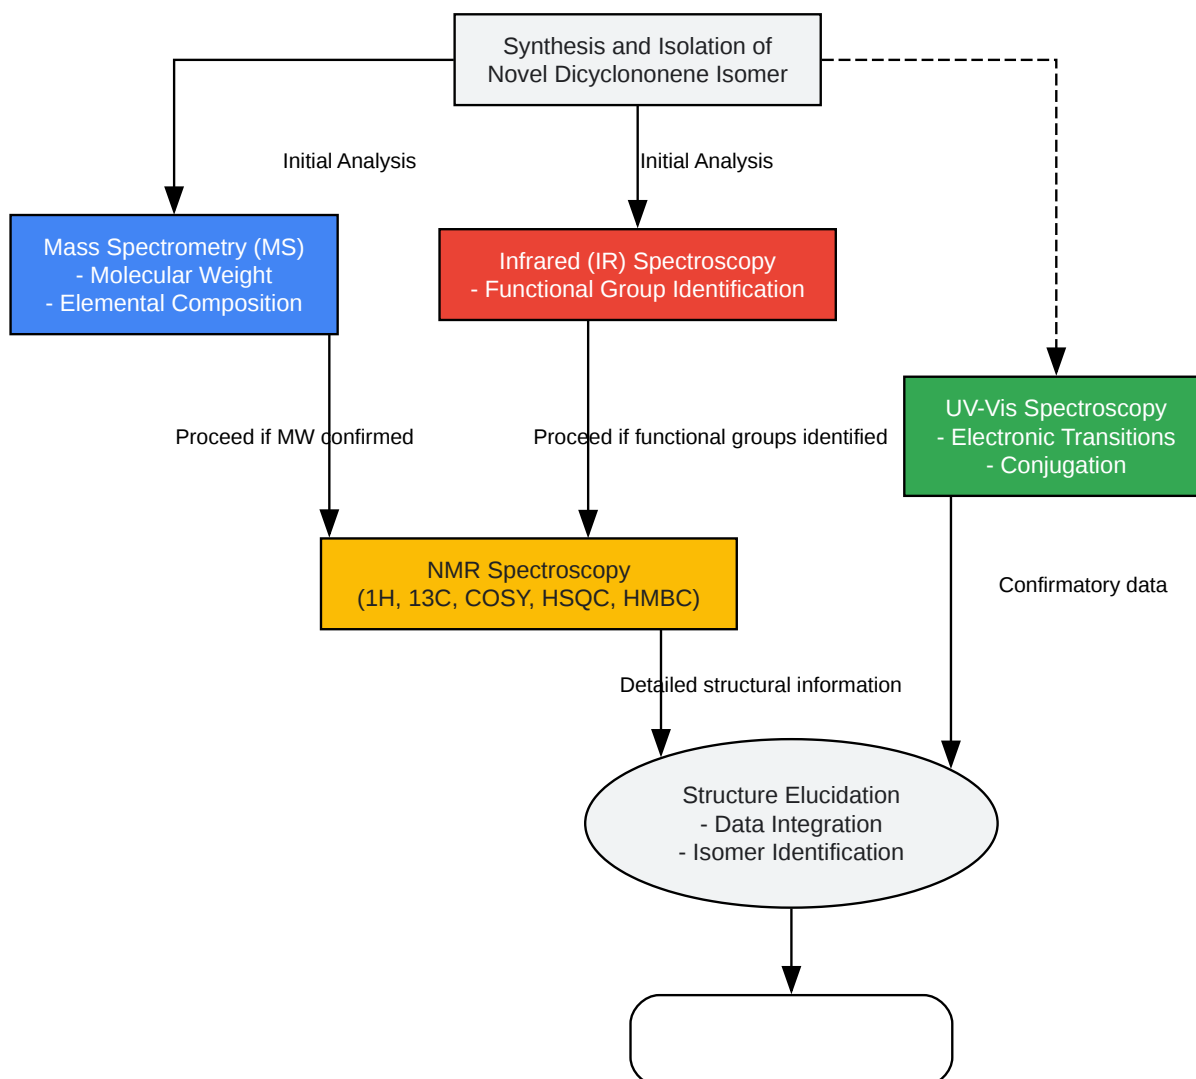 Synthesis and Isolation of
Novel Dicyclononene Isomer
Initial Analysis
Initial Analysis
Mass Spectrometry (MS)
- Molecular Weight
- Elemental Composition
Infrared (IR) Spectroscopy
- Functional Group Identification
UV-Vis Spectroscopy
- Electronic Transitions
- Conjugation
Proceed if MW confirmed
Proceed if functional groups identified
NMR Spectroscopy
(1H, 13C, COSY, HSQC, HMBC)
Confirmatory data
Detailed structural information
Structure Elucidation
- Data Integration
- Isomer Identification